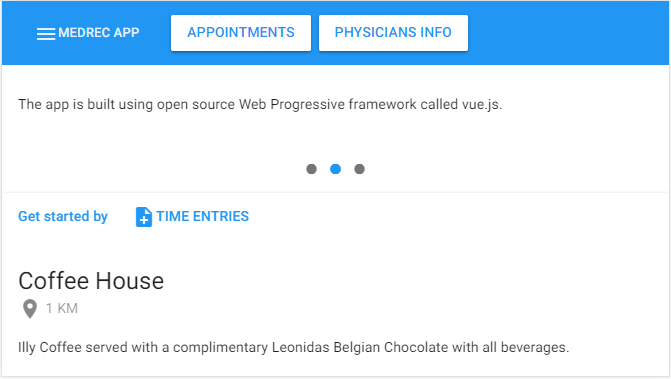 MEDREC APP
APPOINTMENTS
PHYSICIANS INFO
The app is built using open source Web Progressive framework called vue.js.
Get started by
TIME ENTRIES
Coffee House
1 KM
Illy Coffee served with a complimentary Leonidas Belgian Chocolate with all beverages.